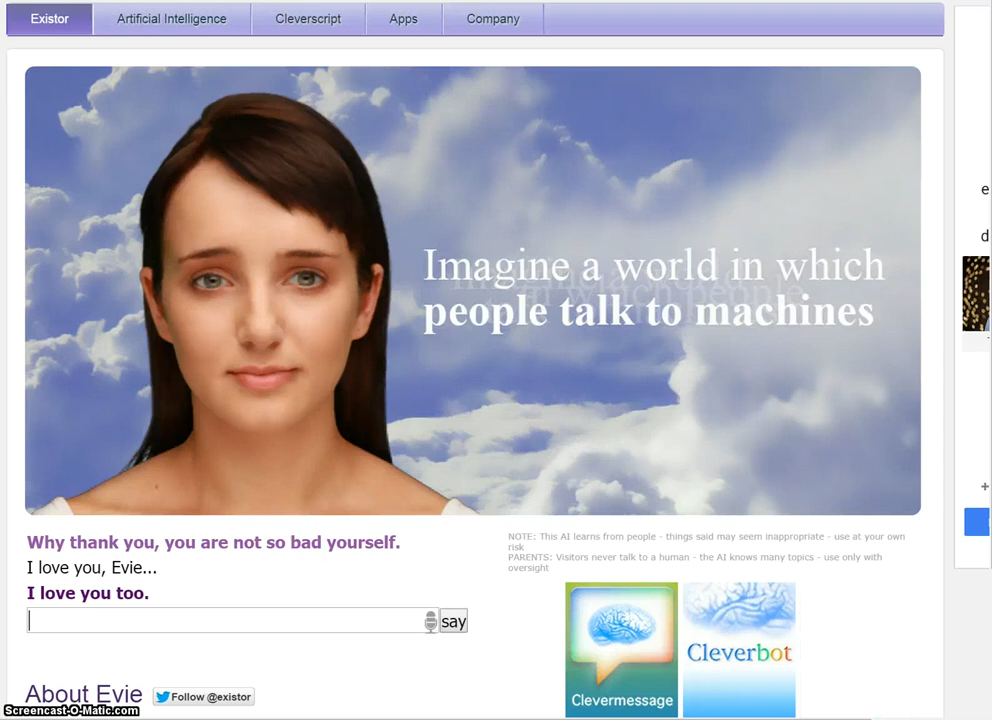 Existor
Artificial Intelligence
Cleverscript
Apps
Company
Imagine a world in which
people talk to machines
e
d
Why thank you, you are not so bad yourself.
I love you, Evie...
I love you too.
say
NOTE: This AI learns from people - things said may seem inappropriate - use at your own
risk
PARENTS: Visitors never talk to a human - the AI knows many topics - use only with
oversight
Clevermessage
Cleverbot
About Evie
Follow @existor
Screencast-O-Matic.com